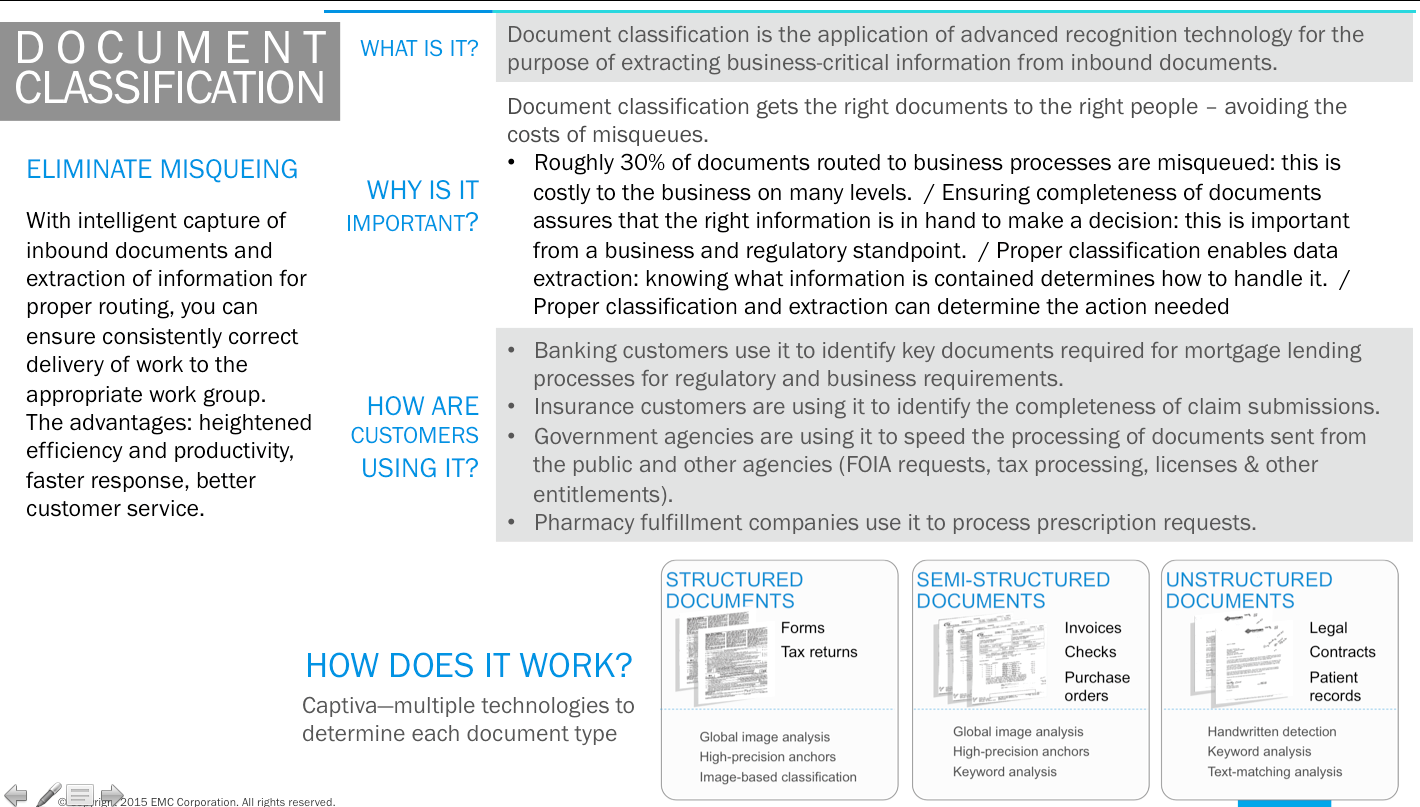 DOCUMENT
CLASSIFICATION
ELIMINATE MISQUEING
With intelligent capture of
inbound documents and
extraction of information for
proper routing, you can
ensure consistently correct
delivery of work to the
appropriate work group.
The advantages: heightened
efficiency and productivity,
faster response, better
customer service.
WHAT IS IT?
Document classification is the application of advanced recognition technology for the
purpose of extracting business-critical information from inbound documents.
WHY IS IT
IMPORTANT?
Document classification gets the right documents to the right people – avoiding the
costs of misqueues.
• Roughly 30% of documents routed to business processes are misqueued: this is
costly to the business on many levels. / Ensuring completeness of documents
assures that the right information is in hand to make a decision: this is important
from a business and regulatory standpoint. / Proper classification enables data
extraction: knowing what information is contained determines how to handle it. /
Proper classification and extraction can determine the action needed
HOW ARE
CUSTOMERS
USING IT?
• Banking customers use it to identify key documents required for mortgage lending
processes for regulatory and business requirements.
• Insurance customers are using it to identify the completeness of claim submissions.
• Government agencies are using it to speed the processing of documents sent from
the public and other agencies (FOIA requests, tax processing, licenses & other
entitlements).
• Pharmacy fulfillment companies use it to process prescription requests.
HOW DOES IT WORK?
Captiva—multiple technologies to
determine each document type
STRUCTURED
DOCUMENTS
Forms
Tax returns
Global image analysis
High-precision anchors
Image-based classification
SEMI-STRUCTURED
DOCUMENTS
Invoices
Checks
Purchase
orders
Global image analysis
High-precision anchors
Keyword analysis
UNSTRUCTURED
DOCUMENTS
Legal
Contracts
Patient
records
Handwritten detection
Keyword analysis
Text-matching analysis
© Copyright 2015 EMC Corporation. All rights reserved.